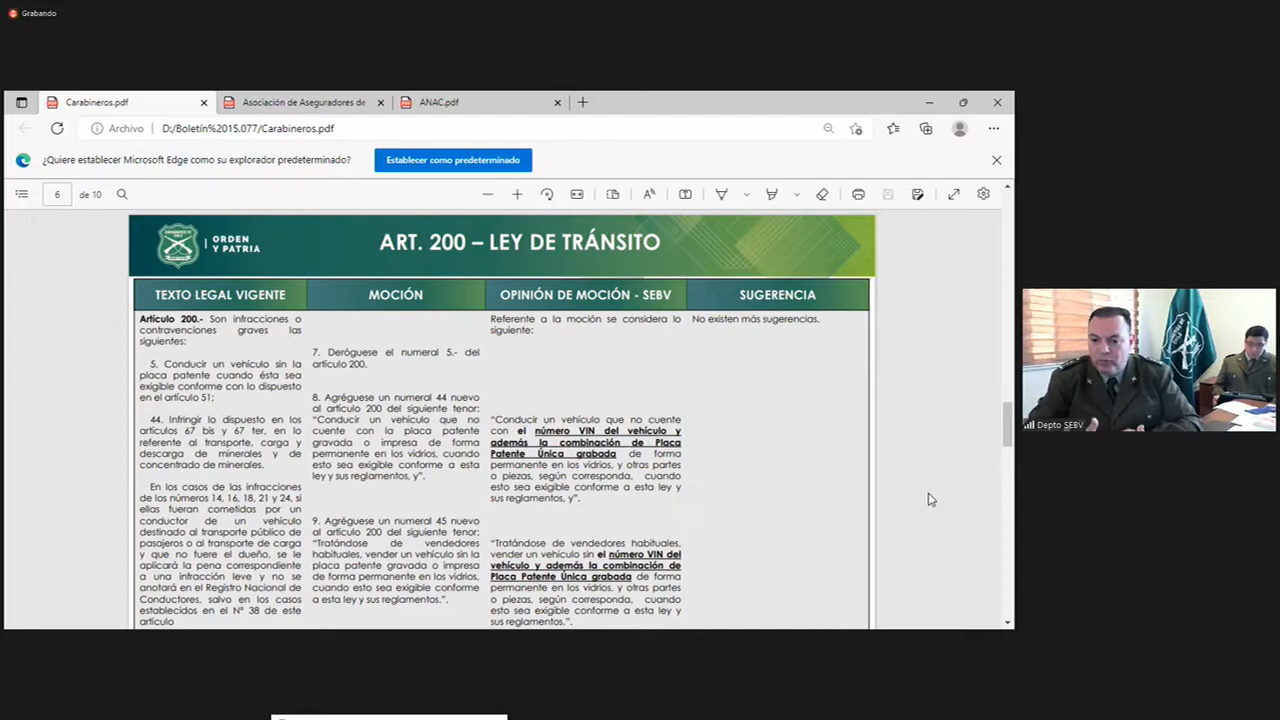 Grabando
Carabineros.pdf
Asociación de Aseguradores de
ANAC.pdf
Archivo
D:/Boletín%2015.077/Carabineros.pdf
¿Quiere establecer Microsoft Edge como su explorador predeterminado?
Establecer como predeterminado
6 de 10
ORDEN
Y PATRIA
ART. 200 – LEY DE TRÁNSITO
TEXTO LEGAL VIGENTE
Artículo 200.- Son infracciones o
contravenciones graves las
siguientes:
5. Conducir un vehículo sin la
placa patente cuando ésta sea
exigible conforme con lo dispuesto
en el artículo 51;
44. Infringir lo dispuesto en los
artículos 67 bis y 67 ter, en lo
referente al transporte, carga y
descarga de minerales y de
concentrado de minerales.
En los casos de las infracciones
de los números 14, 16, 18, 21 y 24, si
ellas fueran cometidas por un
conductor de un vehículo
destinado al transporte público de
pasajeros o al transporte de carga
y que no fuere el dueño, se le
aplicará la pena correspondiente
a una infracción leve y no se
anotará en el Registro Nacional de
Conductores, salvo en los casos
establecidos en el N° 38 de este
artículo
MOCIÓN
7. Deróguese el numeral 5.- del
artículo 200.
8. Agréguese un numeral 44 nuevo
al artículo 200 del siguiente tenor:
“Conducir un vehículo que no
cuente con la placa patente
gravada o impresa de forma
permanente en los vidrios, cuando
esto sea exigible conforme a esta
ley y sus reglamentos, y”.
9. Agréguese un numeral 45 nuevo
al artículo 200 del siguiente tenor:
“Tratándose de vendedores
habituales, vender un vehículo sin la
placa patente gravada o impresa
de forma permanente en los vidrios,
cuando esto sea exigible conforme
a esta ley y sus reglamentos.”.
OPINIÓN DE MOCIÓN - SEBV
Referente a la moción se considera lo
siguiente:
“Conducir un vehículo que no cuente
con el número VIN del vehículo y
además la combinación de Placa
Patente Única grabada de forma
permanente en los vidrios, y otras partes
o piezas, según corresponda, cuando
esto sea exigible conforme a esta ley y
sus reglamentos, y”.
“Tratándose de vendedores habituales,
vender un vehículo sin el número VIN del
vehículo y además la combinación de
Placa Patente Única grabada de forma
permanente en los vidrios, y otras partes
o piezas, según corresponda, cuando
esto sea exigible conforme a esta ley y
sus reglamentos.”.
SUGERENCIA
No existen más sugerencias.
Depto SEBV